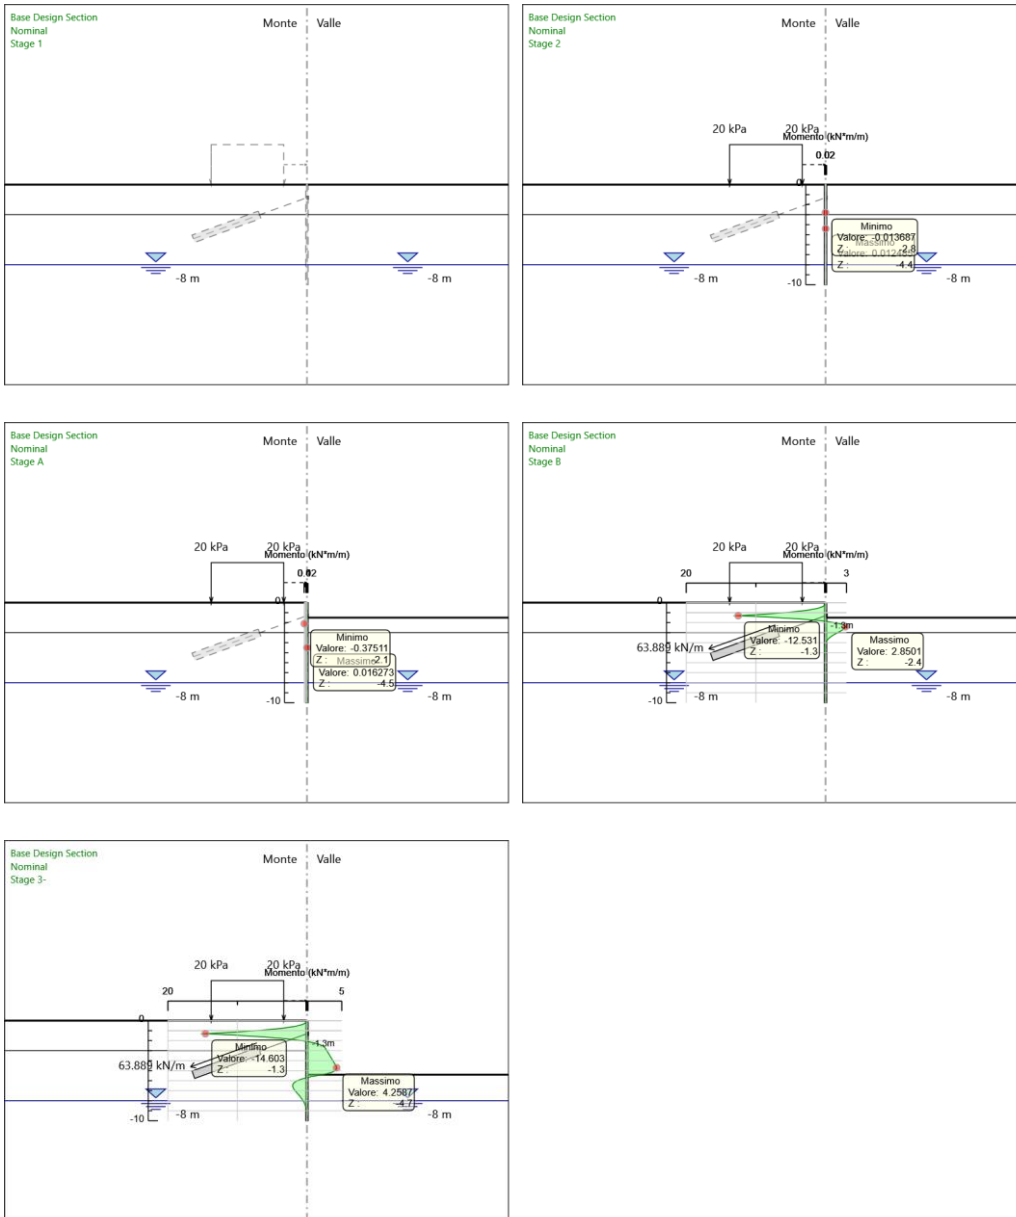 Base Design Section
Nominal
Stage 1
Monte Valle
-8 m
-8 m
Base Design Section
Nominal
Stage 2
Monte Valle
20 kPa 20 kPa
Momento (kN*m/m)
0.02
0
Minimo
Valore: -0.013687
Z : -2.8
Massimo
Z : -4.4
-8 m
-10
-8 m
Base Design Section
Nominal
Stage A
Monte Valle
20 kPa 20 kPa
Momento (kN*m/m)
0
Minimo
Valore: -0.37511
Z : -2.1
Massimo
Valore: 0.016273
Z : -4.5
-8 m
-10
-8 m
Base Design Section
Nominal
Stage B
Monte Valle
20 kPa 20 kPa
Momento (kN*m/m)
20 3
0
-1.3m
Minimo
Valore: -12.531
Z : -1.3
63.889 kN/m
Massimo
Valore: 2.8501
Z : -2.4
-8 m
-10
-8 m
Base Design Section
Nominal
Stage 3-
Monte Valle
20 kPa 20 kPa
Momento (kN*m/m)
20 5
0
-1.3m
Minimo
Valore: -14.603
Z : -1.3
63.889 kN/m
Massimo
Valore: 4.2587
Z : -4.7
-8 m
-10
-8 m